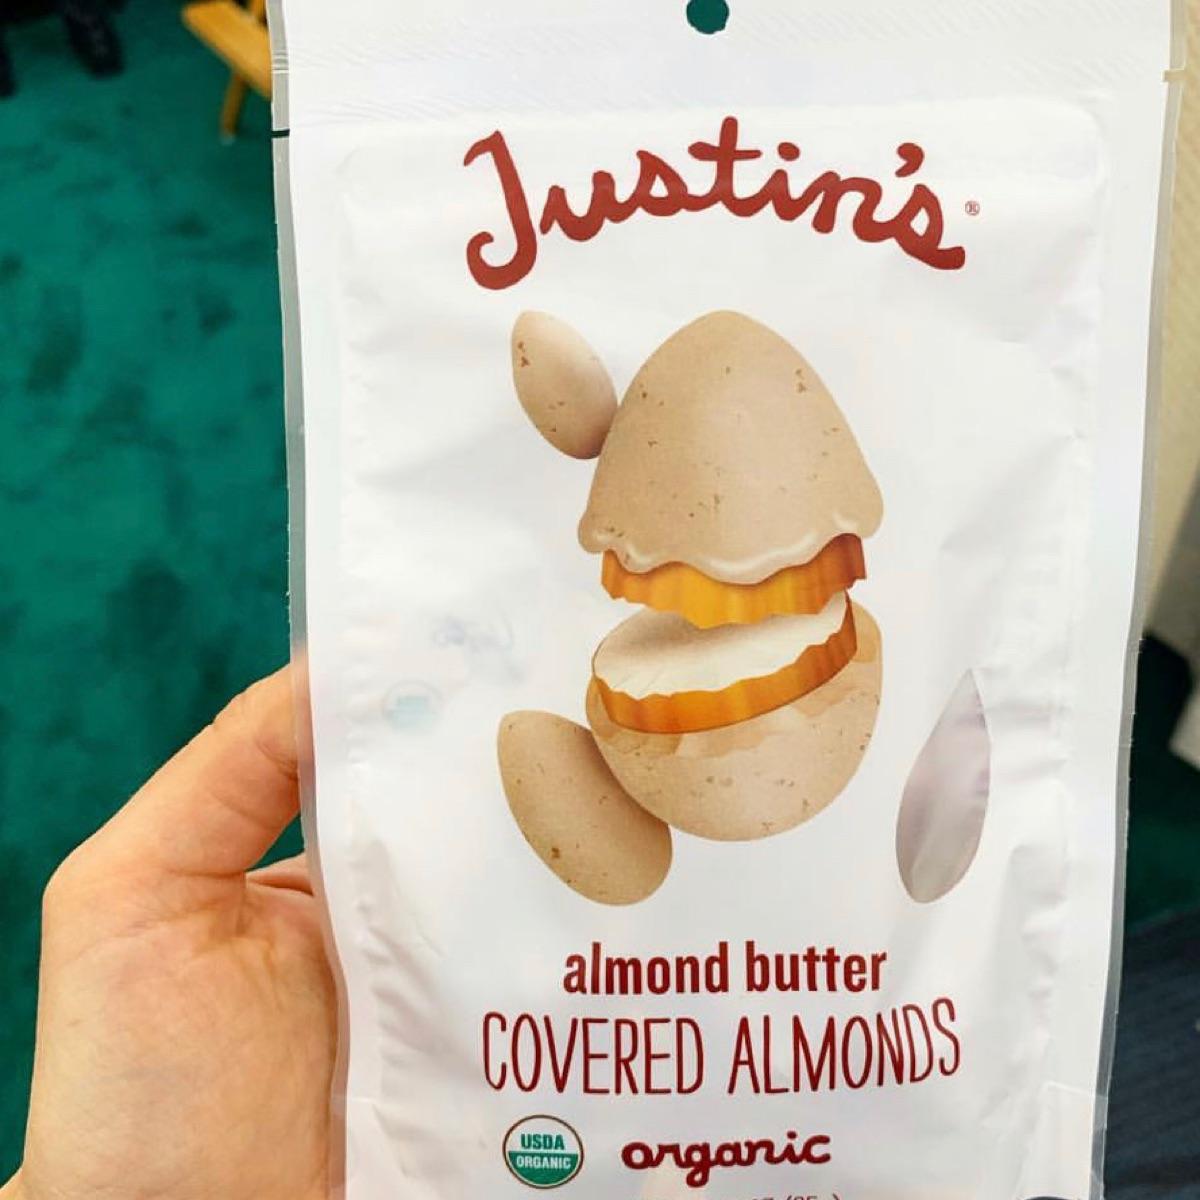 Justin's®
almond butter
COVERED ALMONDS
USDA
ORGANIC
organic